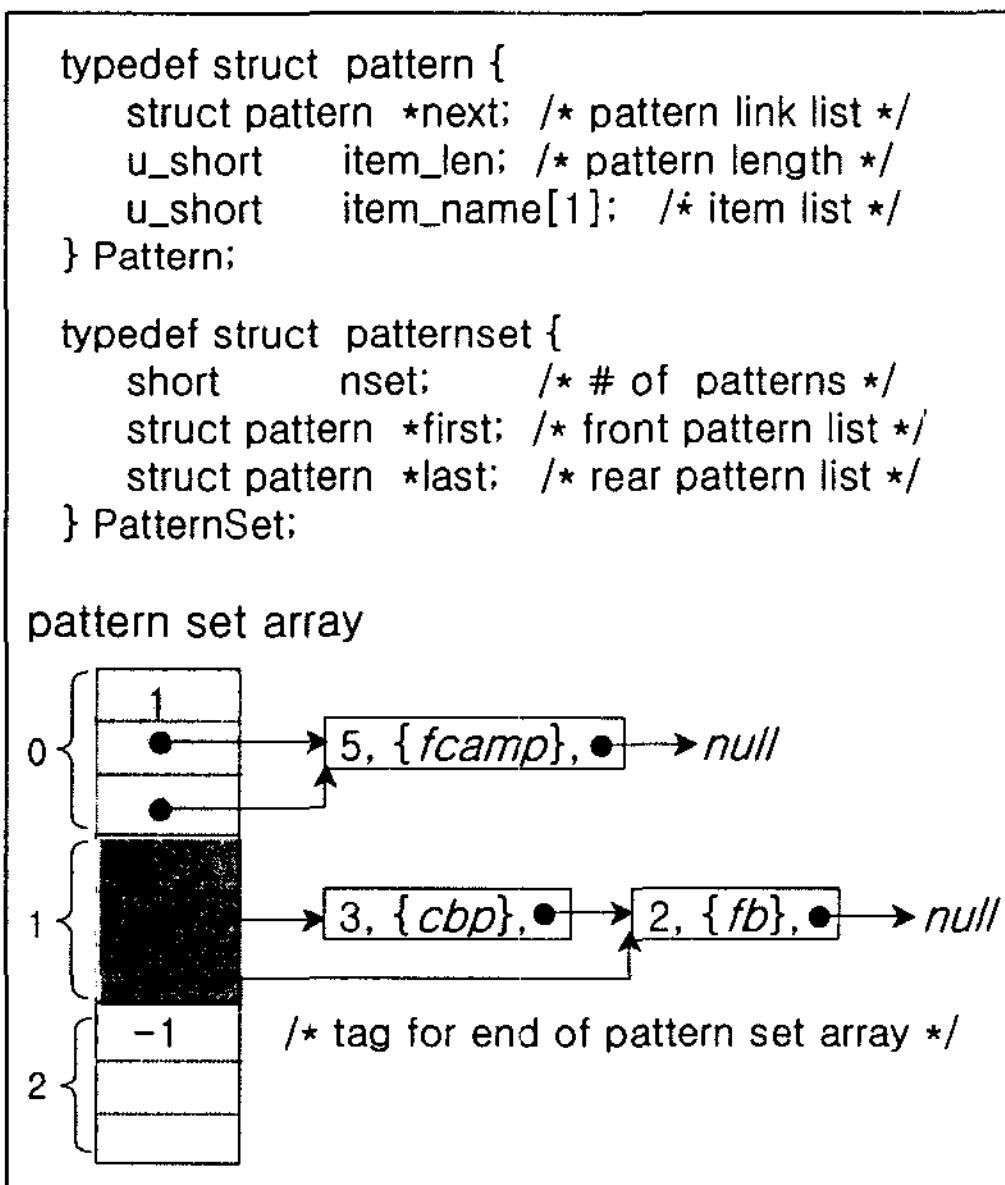 typedef struct pattern {
struct pattern *next; /* pattern link list */
u_short item_len; /* pattern length */
u_short item_name[1]; /* item list */
} Pattern;
typedef struct patternset {
short nset; /* # of patterns */
struct pattern *first; /* front pattern list */
struct pattern *last; /* rear pattern list */
} PatternSet;
pattern set array
0
1
5, {fcamp}, null
1
3, {cbp}, 2, {fb}, null
2
-1 /* tag for end of pattern set array */